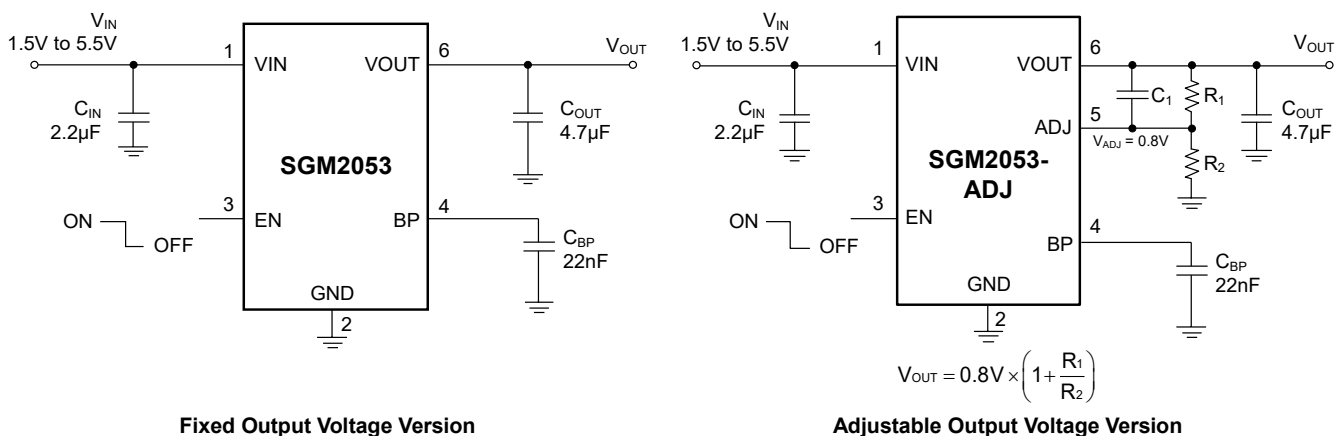 VIN
1.5V to 5.5V
1
VIN
VOUT
6
VOUT
CIN
2.2µF
COUT
4.7µF
SGM2053
ON
OFF
3
EN
BP
4
CBP
22nF
GND
2
Fixed Output Voltage Version
VIN
1.5V to 5.5V
1
VIN
VOUT
6
VOUT
CIN
2.2µF
C1
R1
COUT
4.7µF
ADJ
5
VADJ = 0.8V
R2
SGM2053-
ADJ
ON
OFF
3
EN
BP
4
CBP
22nF
GND
2
VOUT = 0.8V × (1 + R1/R2)
Adjustable Output Voltage Version